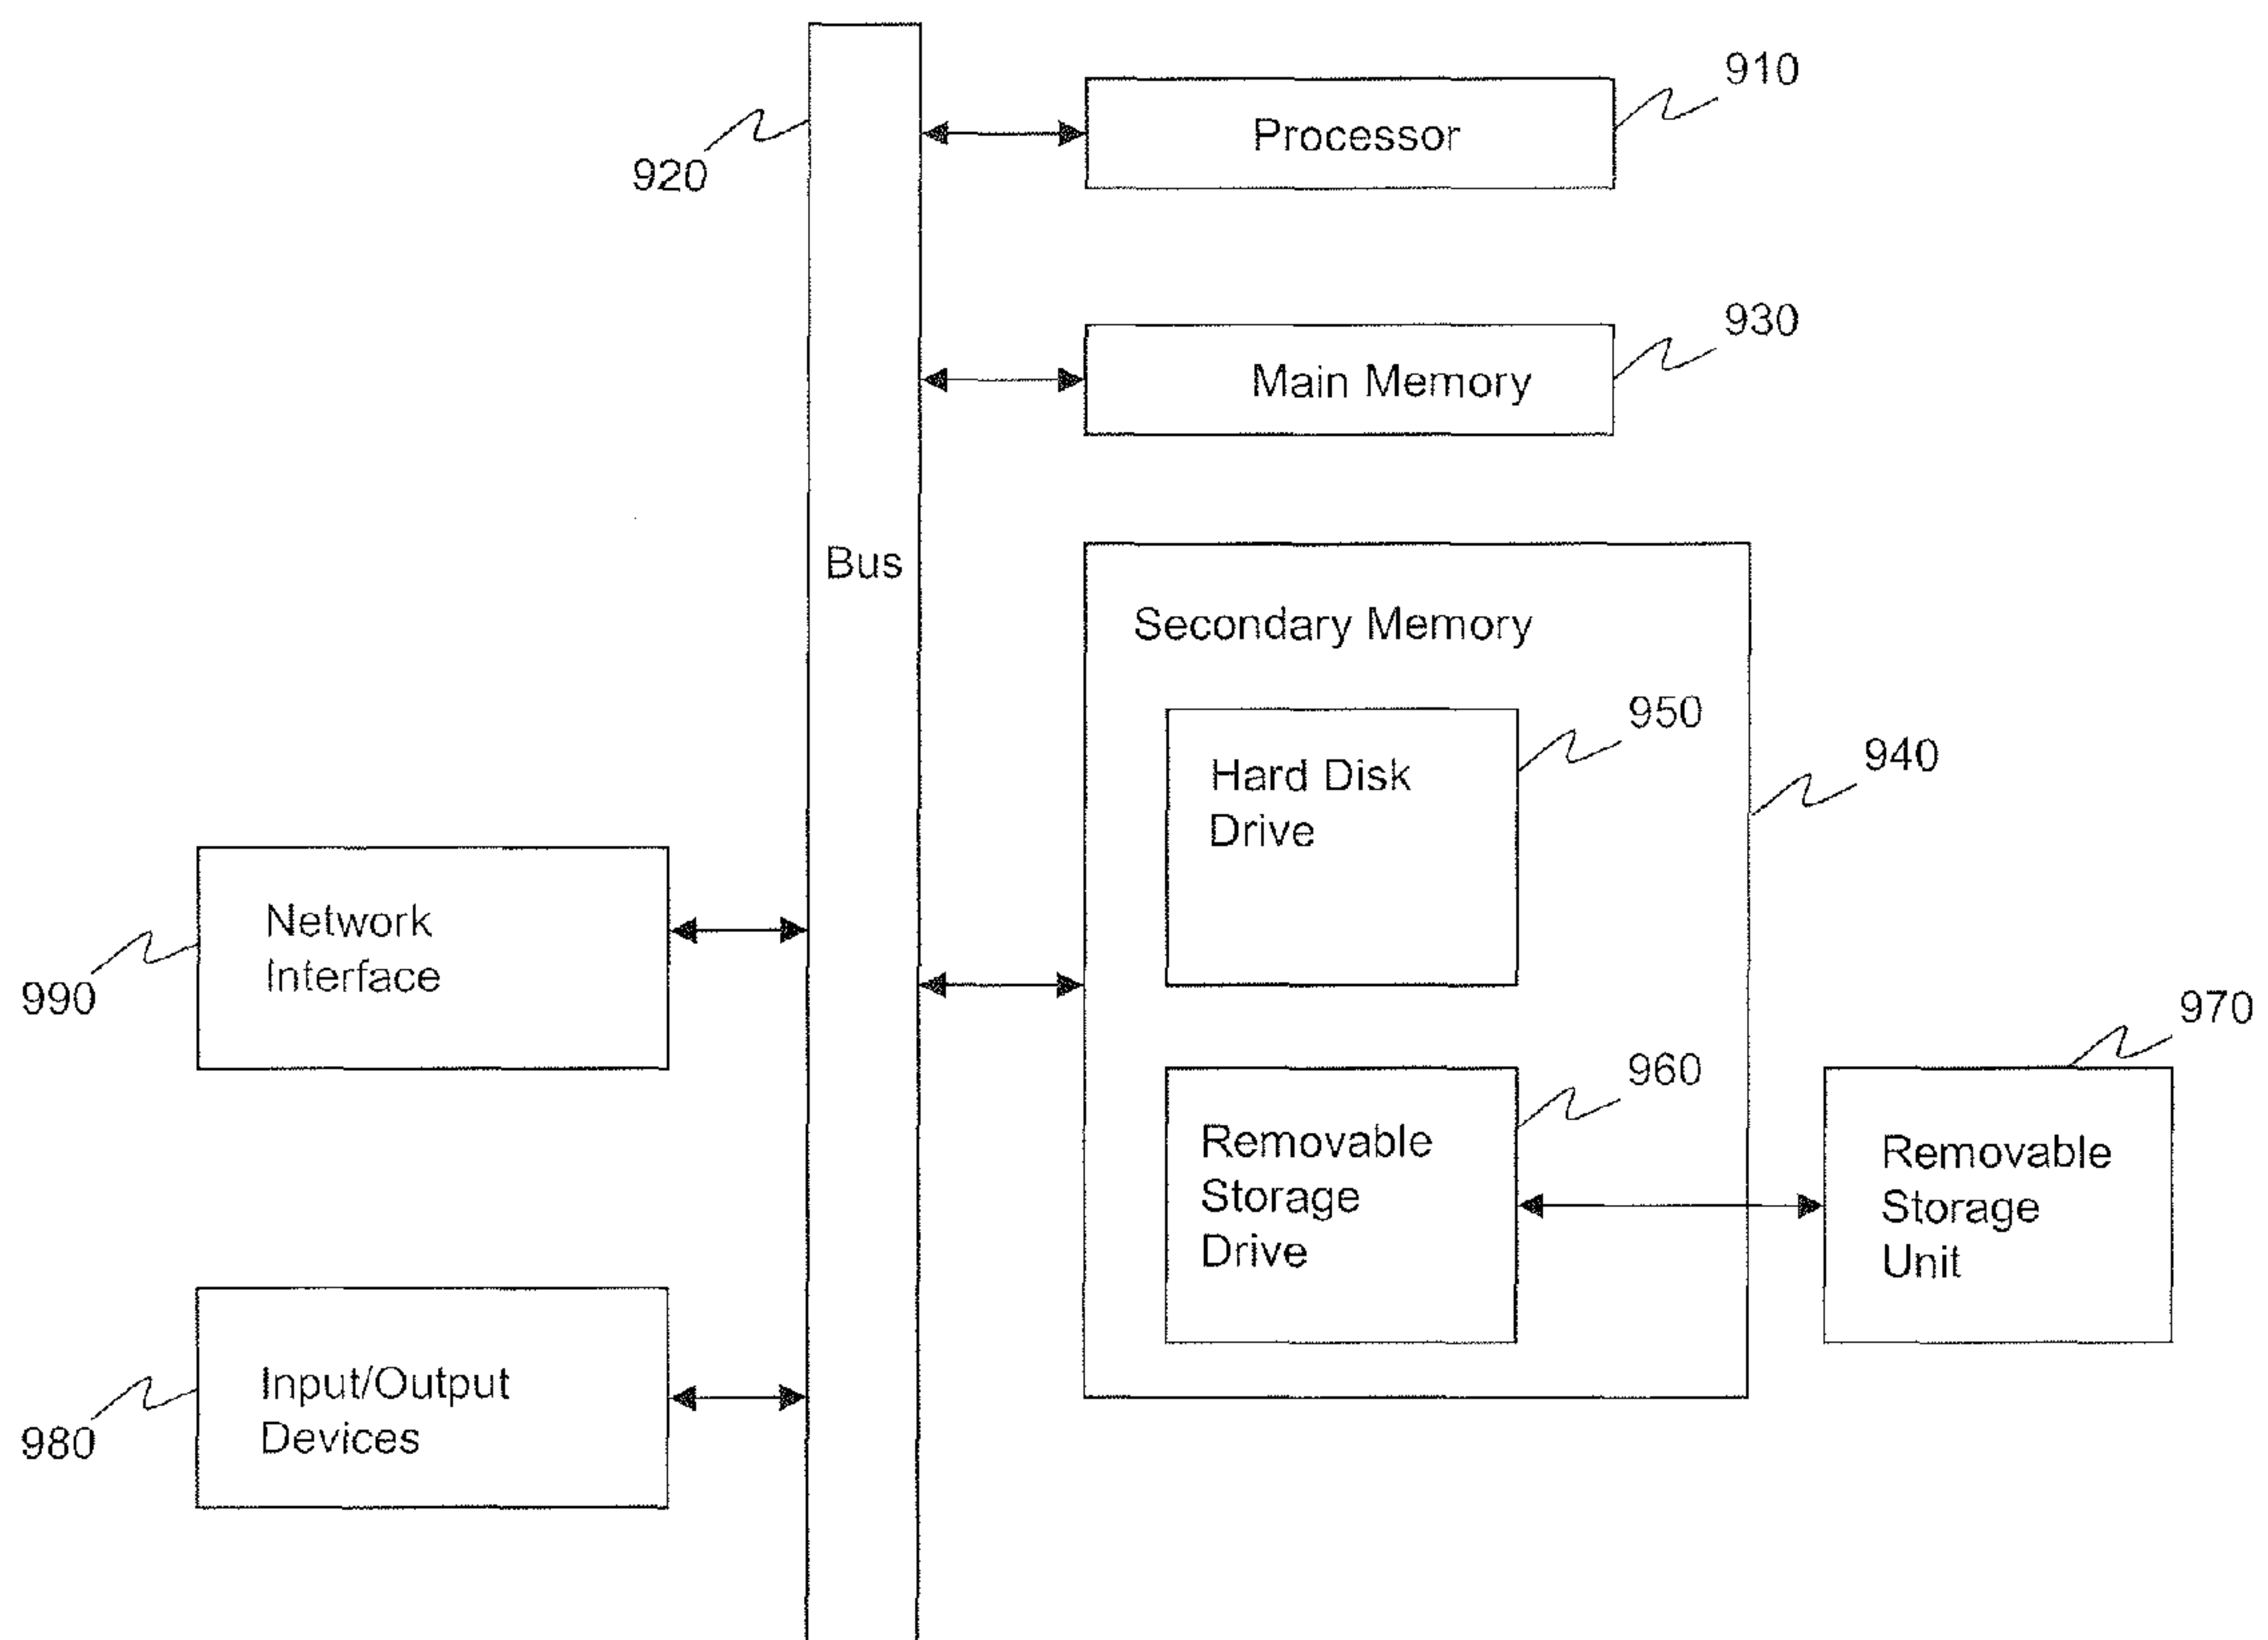 910
Processor
920
930
Main Memory
Bus
Secondary Memory
950
Hard Disk
Drive
940
Network
Interface
990
970
960
Removable
Storage
Drive
Removable
Storage
Unit
Input/Output
Devices
980